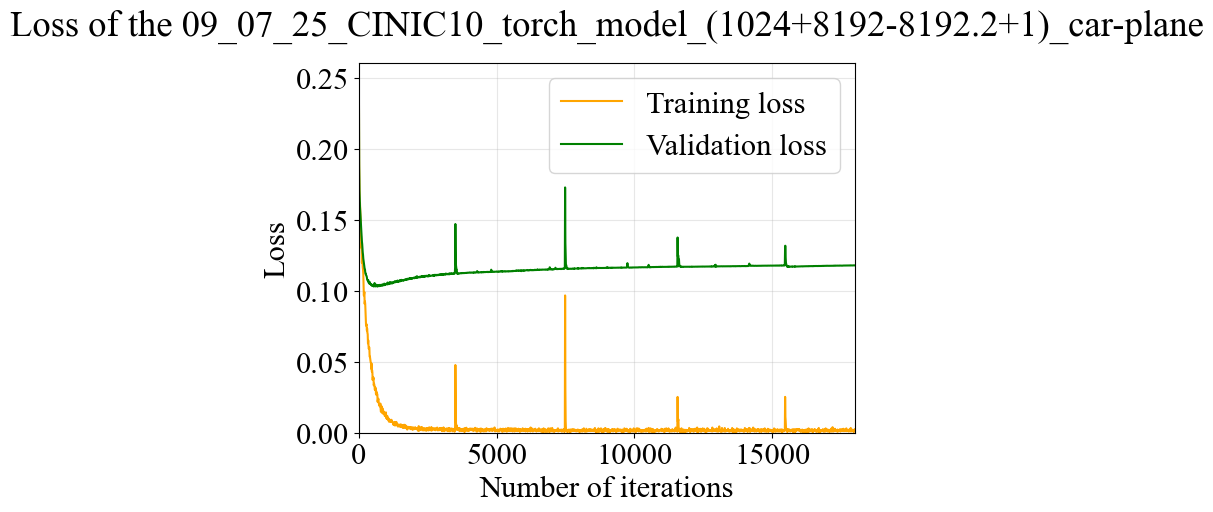 Loss of the 09_07_25_CINIC10_torch_model_(1024+8192-8192.2+1)_car-plane
Training loss
Validation loss
Loss
0.25
0.20
0.15
0.10
0.05
0.00
0 5000 10000 15000
Number of iterations